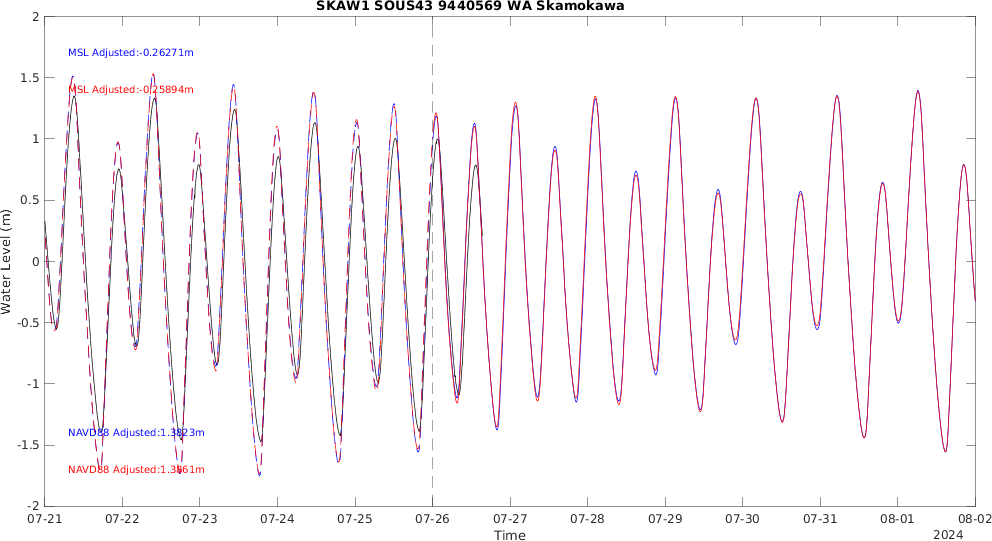 SKAW1 SOUS43 9440569 WA Skamokawa
2
1.5
1
0.5
0
-0.5
-1
-1.5
-2
Water Level (m)
MSL Adjusted:-0.26271m
MSL Adjusted:-0.25894m
NAVD88 Adjusted:1.3823m
NAVD88 Adjusted:1.3861m
07-21 07-22 07-23 07-24 07-25 07-26 07-27 07-28 07-29 07-30 07-31 08-01 08-02
Time
2024